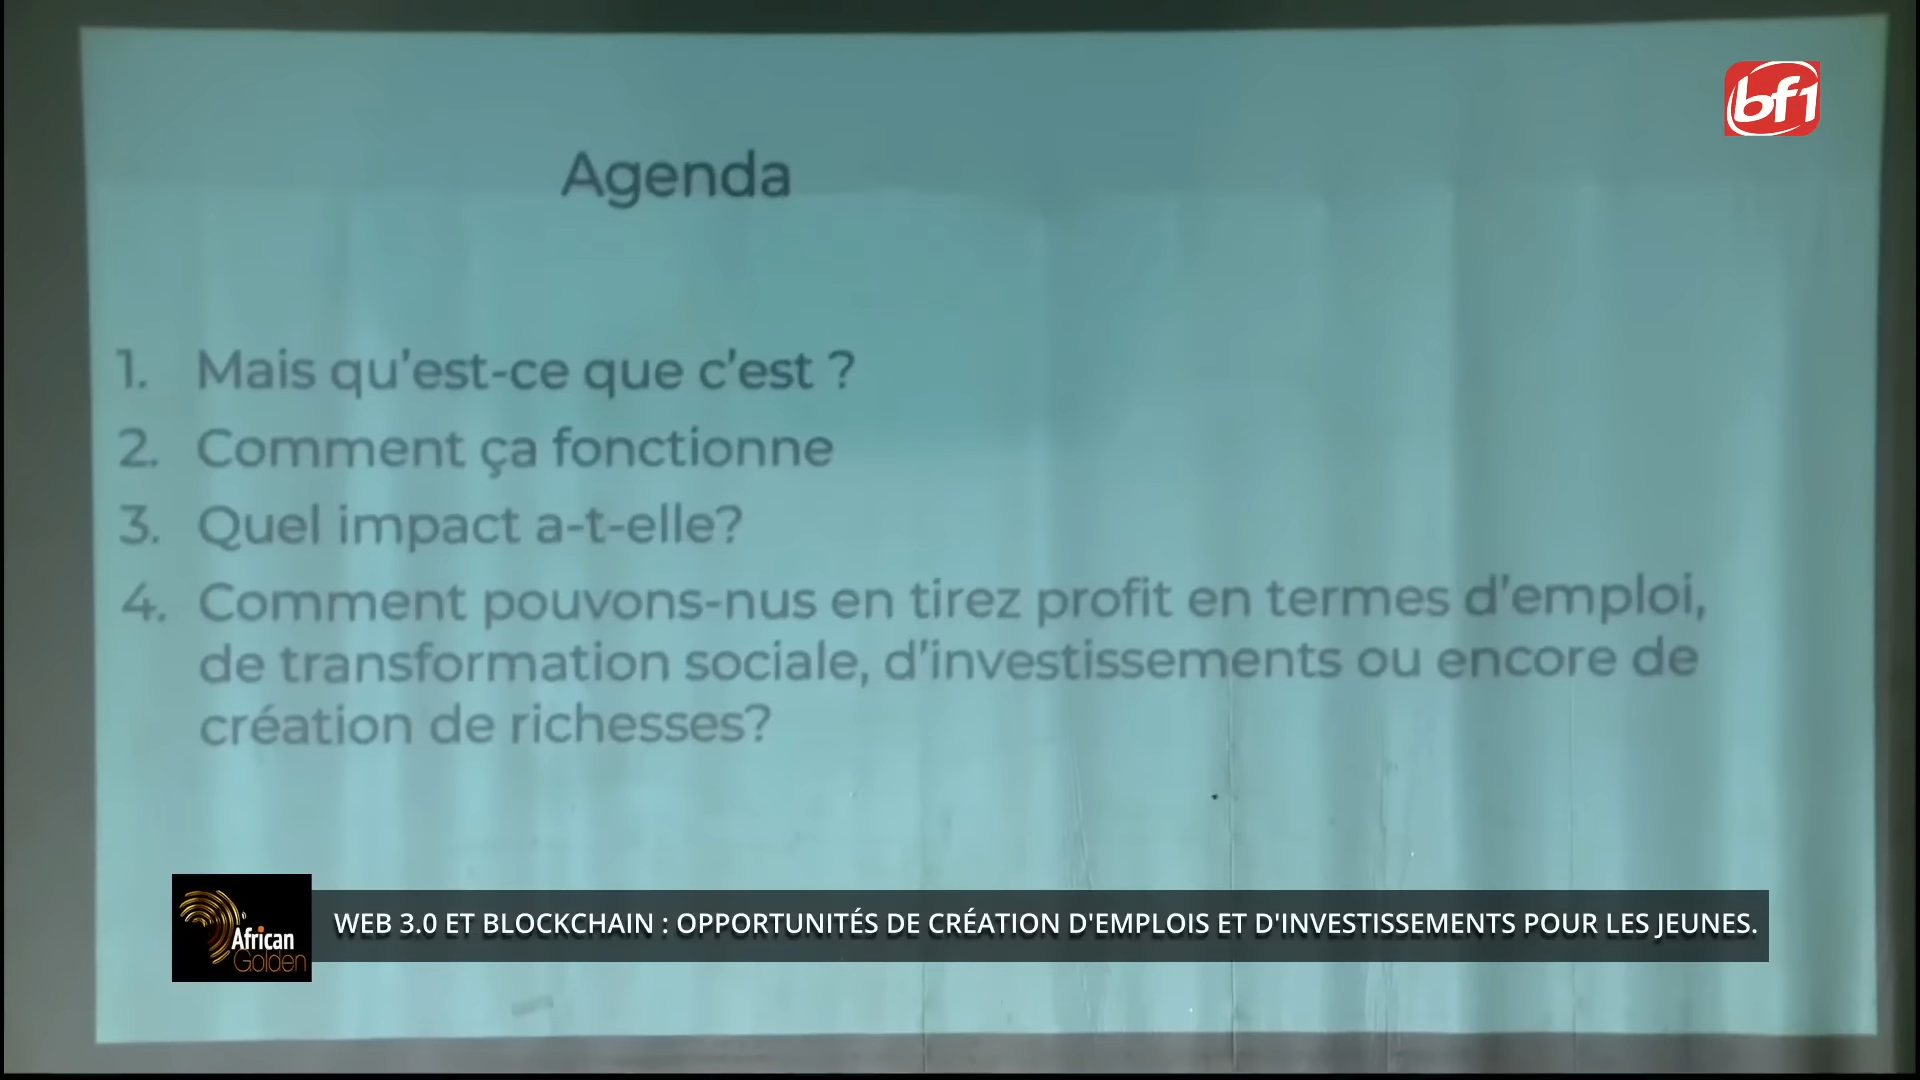 bf1
Agenda
1. Mais qu'est-ce que c'est ?
2. Comment ça fonctionne
3. Quel impact a-t-elle?
4. Comment pouvons-nus en tirez profit en termes d'emploi,
de transformation sociale, d'investissements ou encore de
création de richesses?
African
Golden
WEB 3.0 ET BLOCKCHAIN : OPPORTUNITÉS DE CRÉATION D'EMPLOIS ET D'INVESTISSEMENTS POUR LES JEUNES.